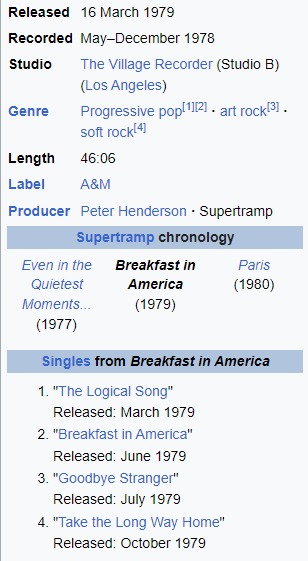 Released 16 March 1979
Recorded May–December 1978
Studio The Village Recorder (Studio B)
(Los Angeles)
Genre Progressive pop[1][2] · art rock[3] ·
soft rock[4]
Length 46:06
Label A&M
Producer Peter Henderson · Supertramp
Supertramp chronology
Even in the Quietest Moments... (1977)
Breakfast in America (1979)
Paris (1980)
Singles from Breakfast in America
1. "The Logical Song"
Released: March 1979
2. "Breakfast in America"
Released: June 1979
3. "Goodbye Stranger"
Released: July 1979
4. "Take the Long Way Home"
Released: October 1979